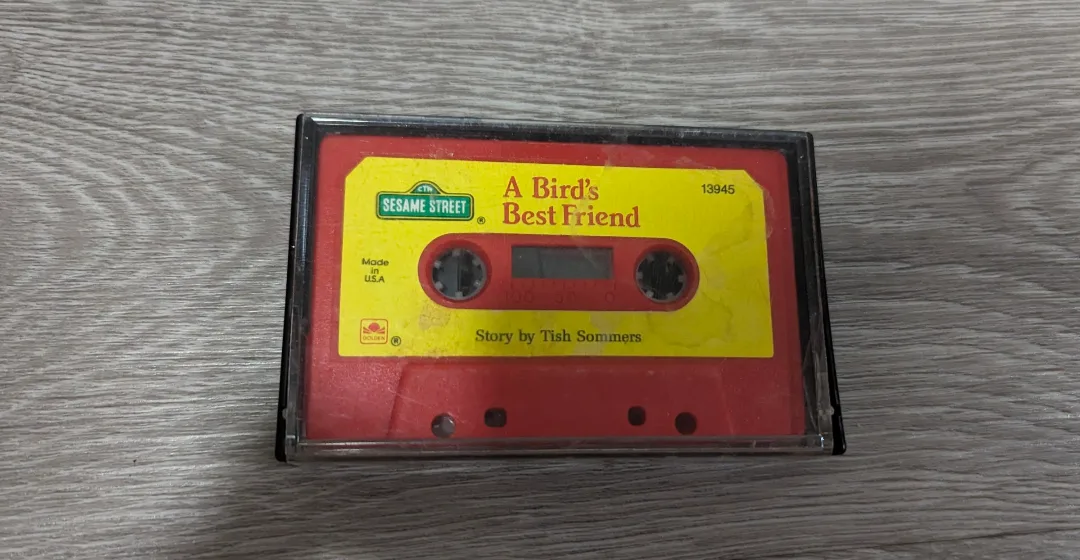 CTW
SESAME STREET
®
A Bird's
Best Friend
13945
Made
in
U.S.A
GOLDEN
®
Story by Tish Sommers